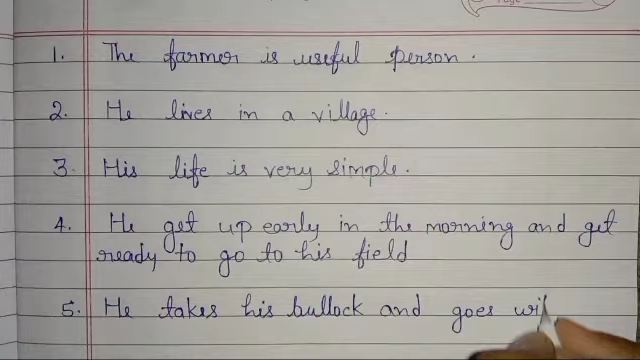 1. The farmer is useful person.
2. He lives in a village.
3. His life is very simple.
4. He get up early in the morning and get
ready to go to his field
5. He takes his bullock and goes